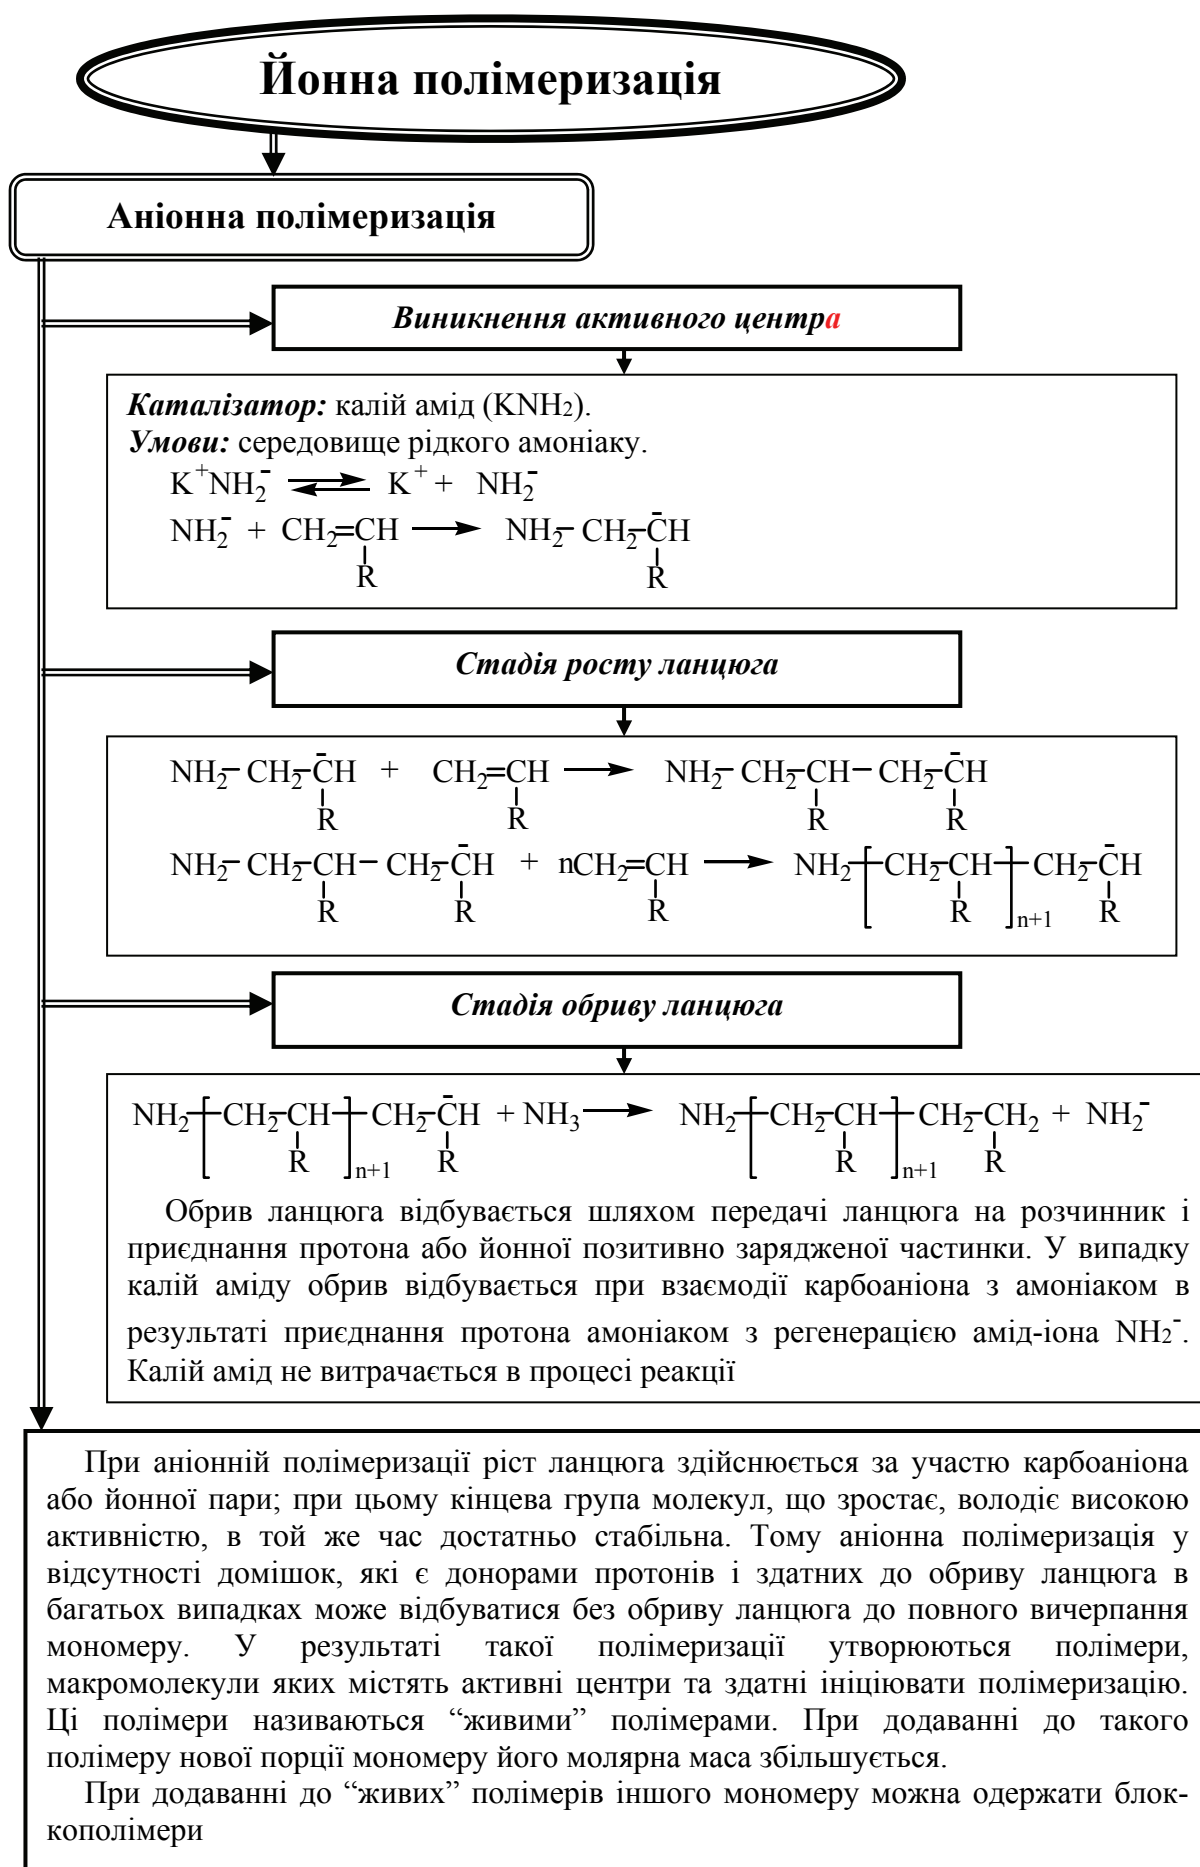 Йонна полімеризація
Аніонна полімеризація
Виникнення активного центра
Каталізатор: калій амід (KNH₂).
Умови: середовище рідкого амоніаку.
K⁺NH₂⁻ ⇄ K⁺ + NH₂⁻
NH₂⁻ + CH₂=CH → NH₂− CH₂−C̄H
R R
Стадія росту ланцюга
NH₂− CH₂−C̄H + CH₂=CH → NH₂− CH₂−CH− CH₂−C̄H
R R R R
NH₂− CH₂−CH− CH₂−C̄H + nCH₂=CH → NH₂−[CH₂−CH−]n+1 CH₂−C̄H
R R R R R
Стадія обриву ланцюга
NH₂−[CH₂−CH−]n+1 CH₂−C̄H + NH₃ → NH₂−[CH₂−CH−]n+1 CH₂−CH₂ + NH₂⁻
R R R R
Обрив ланцюга відбувається шляхом передачі ланцюга на розчинник і
приєднання протона або йонної позитивно зарядженої частинки. У випадку
калій аміду обрив відбувається при взаємодії карбоаніона з амоніаком в
результаті приєднання протона амоніаком з регенерацією амід-іона NH₂⁻.
Калій амід не витрачається в процесі реакції
При аніонній полімеризації ріст ланцюга здійснюється за участю карбоаніона
або йонної пари; при цьому кінцева група молекул, що зростає, володіє високою
активністю, в той же час достатньо стабільна. Тому аніонна полімеризація у
відсутності домішок, які є донорами протонів і здатних до обриву ланцюга в
багатьох випадках може відбуватися без обриву ланцюга до повного вичерпання
мономеру. У результаті такої полімеризації утворюються полімери,
макромолекули яких містять активні центри та здатні ініціювати полімеризацію.
Ці полімери називаються “живими” полімерами. При додаванні до такого
полімеру нової порції мономеру його молярна маса збільшується.
При додаванні до “живих” полімерів іншого мономеру можна одержати блок-
кополімери